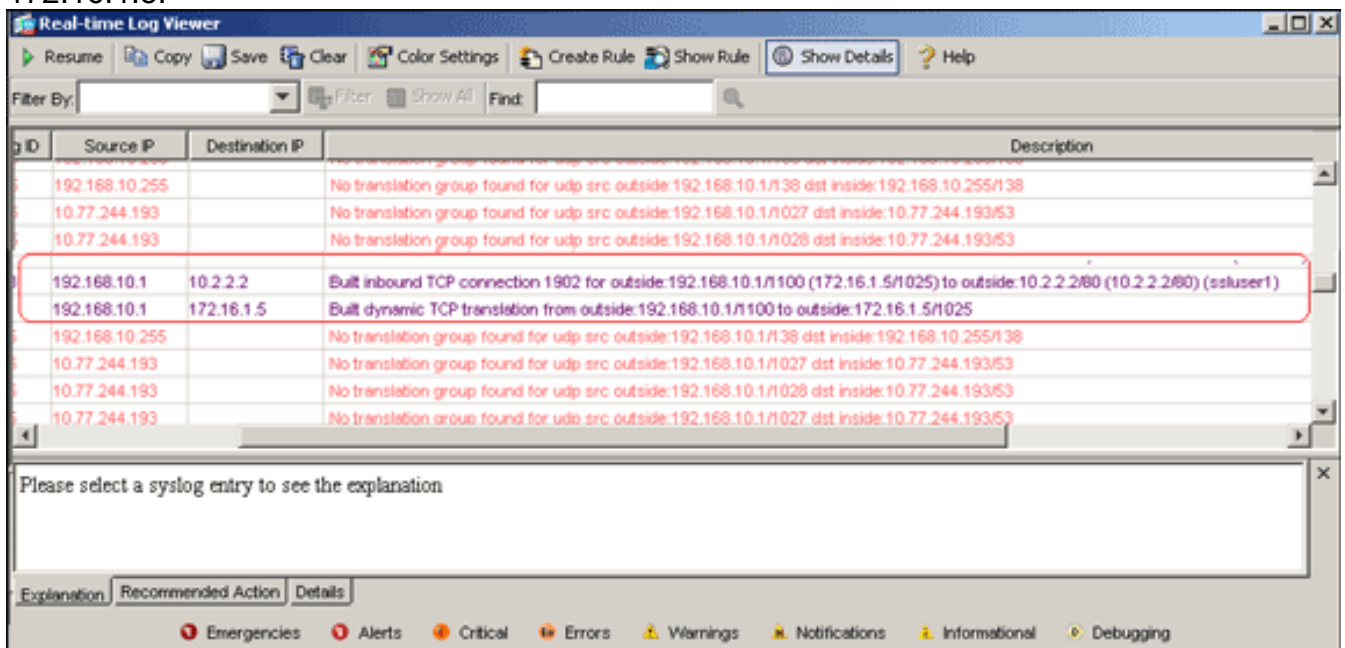 Real-time Log Viewer
Resume Copy Save Clear Color Settings Create Rule Show Rule Show Details Help
Filter By: Filter Show All Find:
g ID Source IP Destination IP Description
192.168.10.255 No translation group found for udp src outside:192.168.10.1/138 dst inside:192.168.10.255/138
10.77.244.193 No translation group found for udp src outside:192.168.10.1/1027 dst inside:10.77.244.193/53
10.77.244.193 No translation group found for udp src outside:192.168.10.1/1028 dst inside:10.77.244.193/53
192.168.10.1 10.2.2.2 Built inbound TCP connection 1902 for outside:192.168.10.1/1100 (172.16.1.5/1025) to outside:10.2.2.2/80 (10.2.2.2/80) (ssluser1)
192.168.10.1 172.16.1.5 Built dynamic TCP translation from outside:192.168.10.1/1100 to outside:172.16.1.5/1025
192.168.10.255 No translation group found for udp src outside:192.168.10.1/138 dst inside:192.168.10.255/138
10.77.244.193 No translation group found for udp src outside:192.168.10.1/1027 dst inside:10.77.244.193/53
10.77.244.193 No translation group found for udp src outside:192.168.10.1/1028 dst inside:10.77.244.193/53
10.77.244.193 No translation group found for udp src outside:192.168.10.1/1027 dst inside:10.77.244.193/53
Please select a syslog entry to see the explanation
Explanation Recommended Action Details
Emergencies Alerts Critical Errors Warnings Notifications Informational Debugging